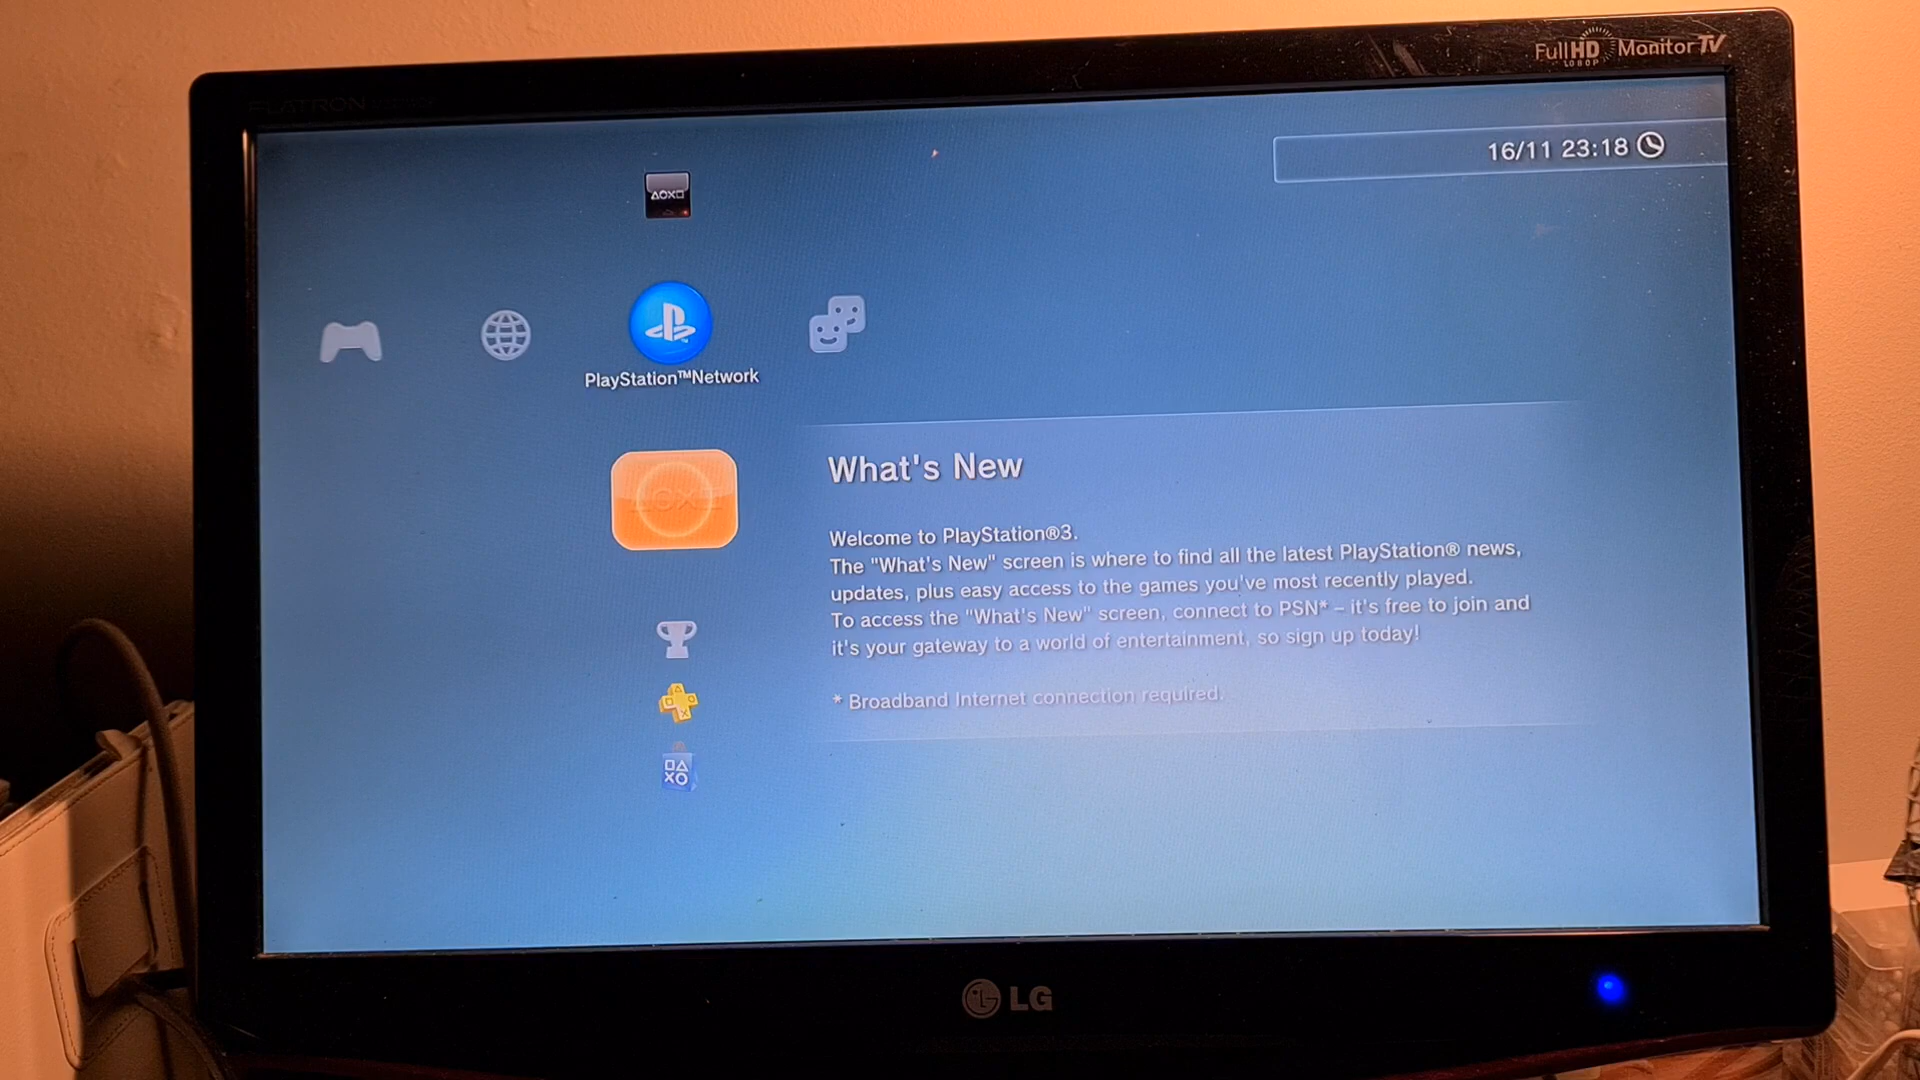 FLATRON
Full HD 1080P Monitor TV
16/11 23:18
PlayStation™Network
What's New
Welcome to PlayStation®3.
The "What's New" screen is where to find all the latest PlayStation® news,
updates, plus easy access to the games you've most recently played.
To access the "What's New" screen, connect to PSN* – it's free to join and
it's your gateway to a world of entertainment, so sign up today!
* Broadband Internet connection required.
LG